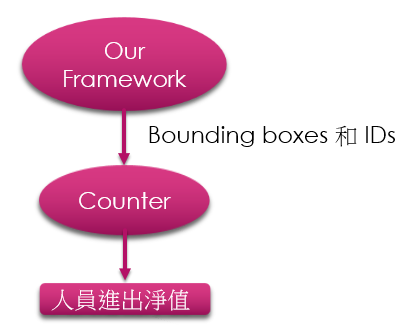 Our
Framework
Bounding boxes 和 IDs
Counter
人員進出淨值